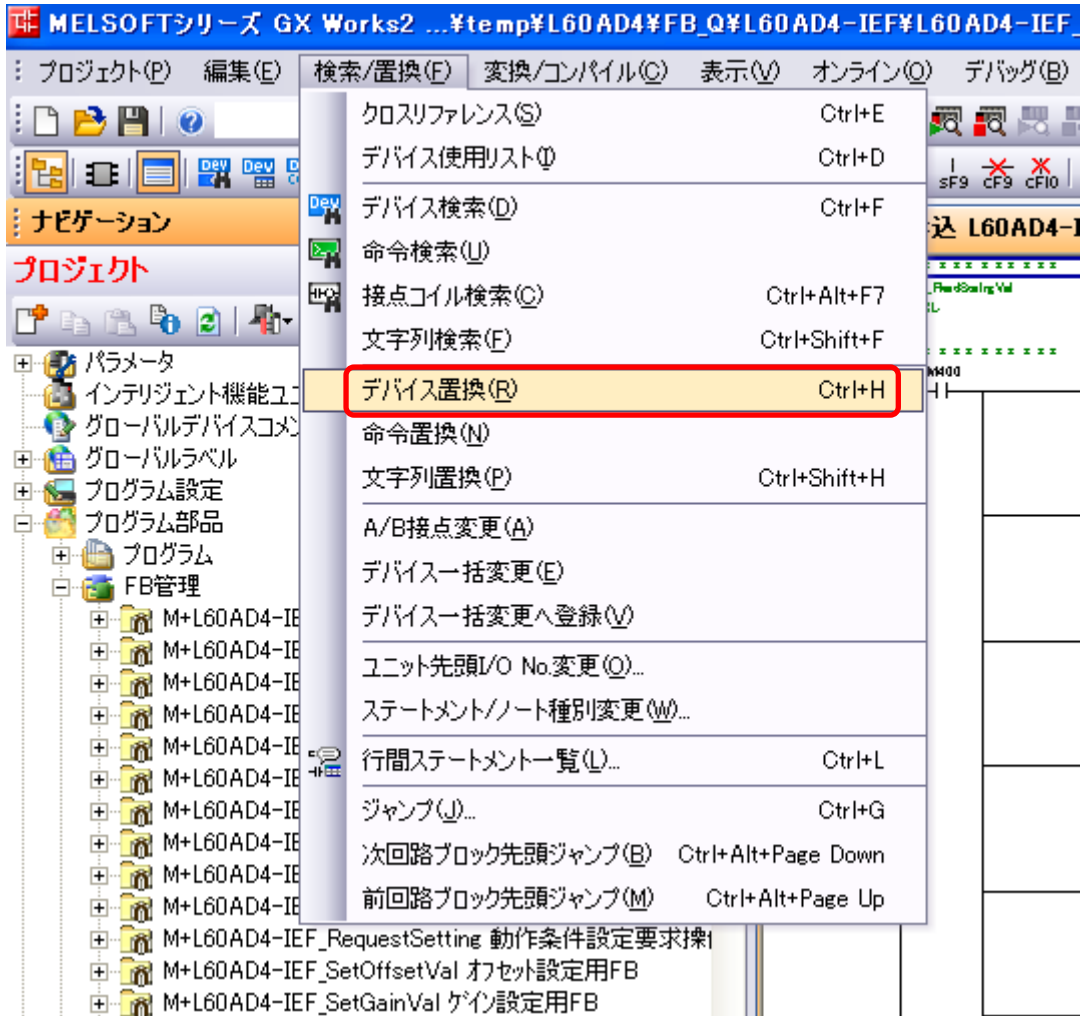 MELSOFTシリーズ GX Works2 ...¥temp¥L60AD4¥FB_Q¥L60AD4-IEF¥L60AD4-IEF_
プロジェクト(P) 編集(E) 検索/置換(F) 変換/コンパイル(C) 表示(V) オンライン(O) デバッグ(B)
クロスリファレンス(S) Ctrl+E
デバイス使用リスト(I) Ctrl+D
デバイス検索(D) Ctrl+F
命令検索(U)
接点コイル検索(C) Ctrl+Alt+F7
文字列検索(F) Ctrl+Shift+F
デバイス置換(R) Ctrl+H
命令置換(N)
文字列置換(P) Ctrl+Shift+H
A/B接点変更(A)
デバイス一括変更(E)
デバイス一括変更へ登録(V)
ユニット先頭I/O No.変更(O)...
ステートメント/ノート種別変更(W)...
行間ステートメント一覧(L)... Ctrl+L
ジャンプ(J)... Ctrl+G
次回路ブロック先頭ジャンプ(B) Ctrl+Alt+Page Down
前回路ブロック先頭ジャンプ(M) Ctrl+Alt+Page Up
Dev Dev
sF9 cF9 cF10
ナビゲーション
プロジェクト
パラメータ
インテリジェント機能ユニ
グローバルデバイスコメン
グローバルラベル
プログラム設定
プログラム部品
プログラム
FB管理
M+L60AD4-IE
M+L60AD4-IE
M+L60AD4-IE
M+L60AD4-IE
M+L60AD4-IE
M+L60AD4-IE
M+L60AD4-IE
M+L60AD4-IE
M+L60AD4-IE
M+L60AD4-IE
M+L60AD4-IEF_RequestSetting 動作条件設定要求操
M+L60AD4-IEF_SetOffsetVal オフセット設定用FB
M+L60AD4-IEF_SetGainVal ゲイン設定用FB
込 L60AD4-I
M400